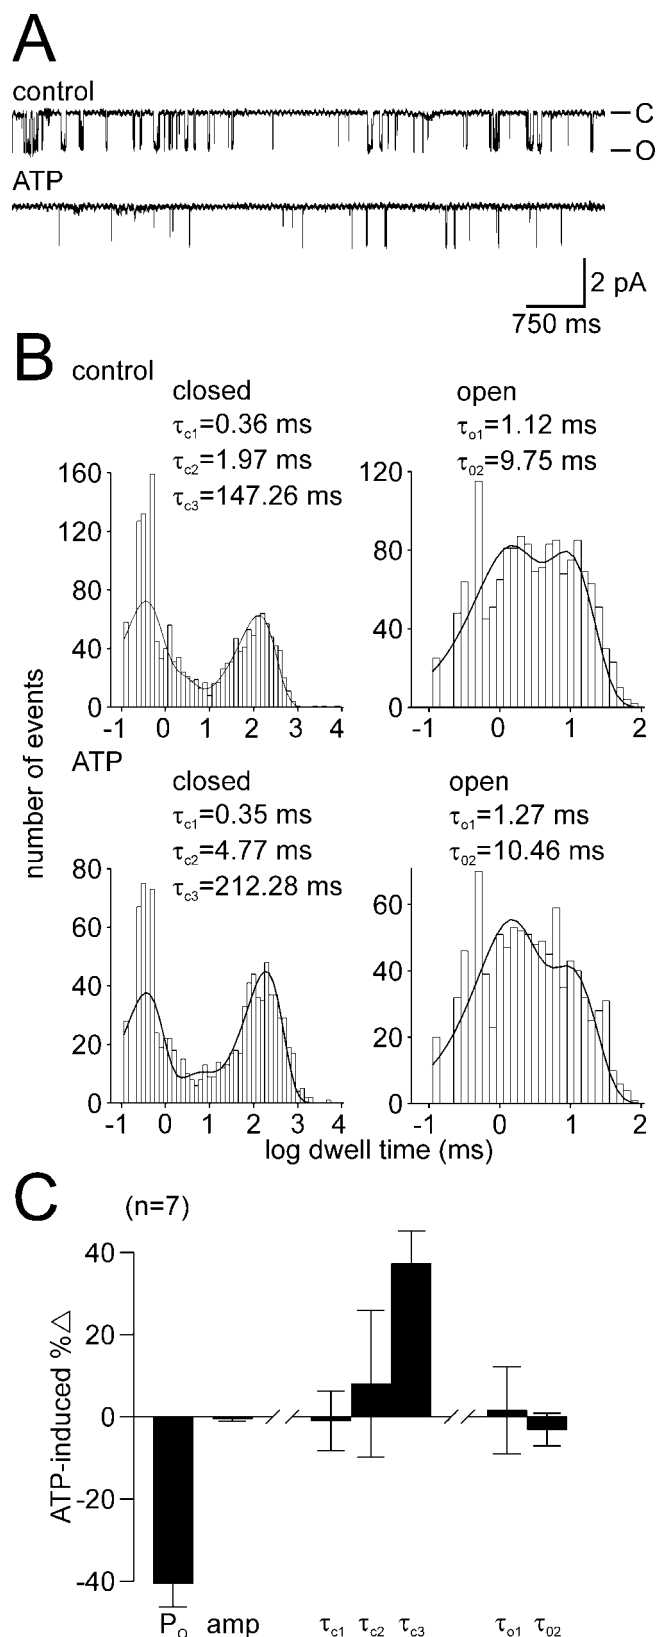 A
control
C
O
ATP
2 pA
750 ms
B
control
closed
τc1=0.36 ms
τc2=1.97 ms
τc3=147.26 ms
open
τo1=1.12 ms
τ02=9.75 ms
160
120
80
40
0
-1 0 1 2 3 4
120
80
40
0
-1 0 1 2
number of events
ATP
closed
τc1=0.35 ms
τc2=4.77 ms
τc3=212.28 ms
open
τo1=1.27 ms
τ02=10.46 ms
80
60
40
20
0
-1 0 1 2 3 4
60
40
20
0
-1 0 1 2
log dwell time (ms)
C
(n=7)
ATP-induced %△
40
20
0
-20
-40
PO amp τc1 τc2 τc3 τo1 τ02